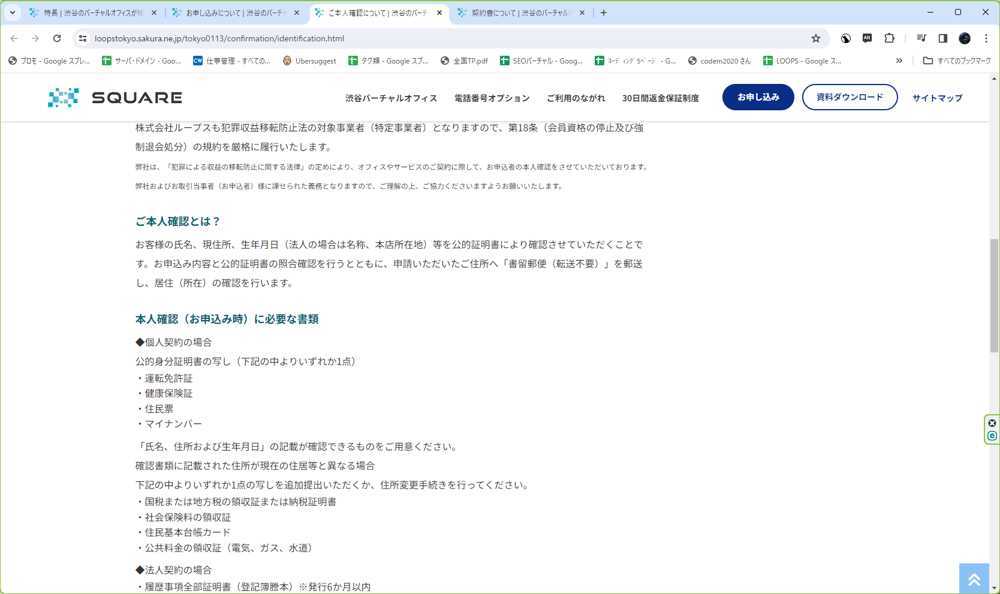 特長 | 渋谷のバーチャルオフィスが格
お申し込みについて | 渋谷のバーチャ
ご本人確認について | 渋谷のバーチ
契約書について | 渋谷のバーチャルス
loopstokyo.sakura.ne.jp/tokyo0113/confirmation/identification.html
プロモ - Google スプレ...
サーバ・ドメイン - Goo...
仕事管理 - すべての...
Ubersuggest
タグ類 - Google スプ...
全国TP.pdf
SEOバーチャル - Goog...
ｺｰﾃﾞｨﾝｸﾞ 5ﾍﾟｰｼﾞ - G...
codem2020 さん
LOOPS - Google ス...
すべてのブックマーク
SQUARE
渋谷バーチャルオフィス
電話番号オプション
ご利用のながれ
30日間返金保証制度
お申し込み
資料ダウンロード
サイトマップ
株式会社ループスも犯罪収益移転防止法の対象事業者（特定事業者）となりますので、第18条（会員資格の停止及び強
制退会処分）の規約を厳格に履行いたします。
弊社は、「犯罪による収益の移転防止に関する法律」の定めにより、オフィスやサービスのご契約に際して、お申込者の本人確認をさせていただいております。
弊社およびお取引当事者（お申込者）様に課せられた義務となりますので、ご理解の上、ご協力くださいますようお願いいたします。
ご本人確認とは？
お客様の氏名、現住所、生年月日（法人の場合は名称、本店所在地）等を公的証明書により確認させていただくことで
す。お申込み内容と公的証明書の照合確認を行うとともに、申請いただいたご住所へ「書留郵便（転送不要）」を郵送
し、居住（所在）の確認を行います。
本人確認（お申込み時）に必要な書類
◆個人契約の場合
公的身分証明書の写し（下記の中よりいずれか1点）
・運転免許証
・健康保険証
・住民票
・マイナンバー
「氏名、住所および生年月日」の記載が確認できるものをご用意ください。
確認書類に記載された住所が現在の住居等と異なる場合
下記の中よりいずれか1点の写しを追加提出いただくか、住所変更手続きを行ってください。
・国税または地方税の領収証または納税証明書
・社会保険料の領収証
・住民基本台帳カード
・公共料金の領収証（電気、ガス、水道）
◆法人契約の場合
・履歴事項全部証明書（登記簿謄本）※発行6か月以内